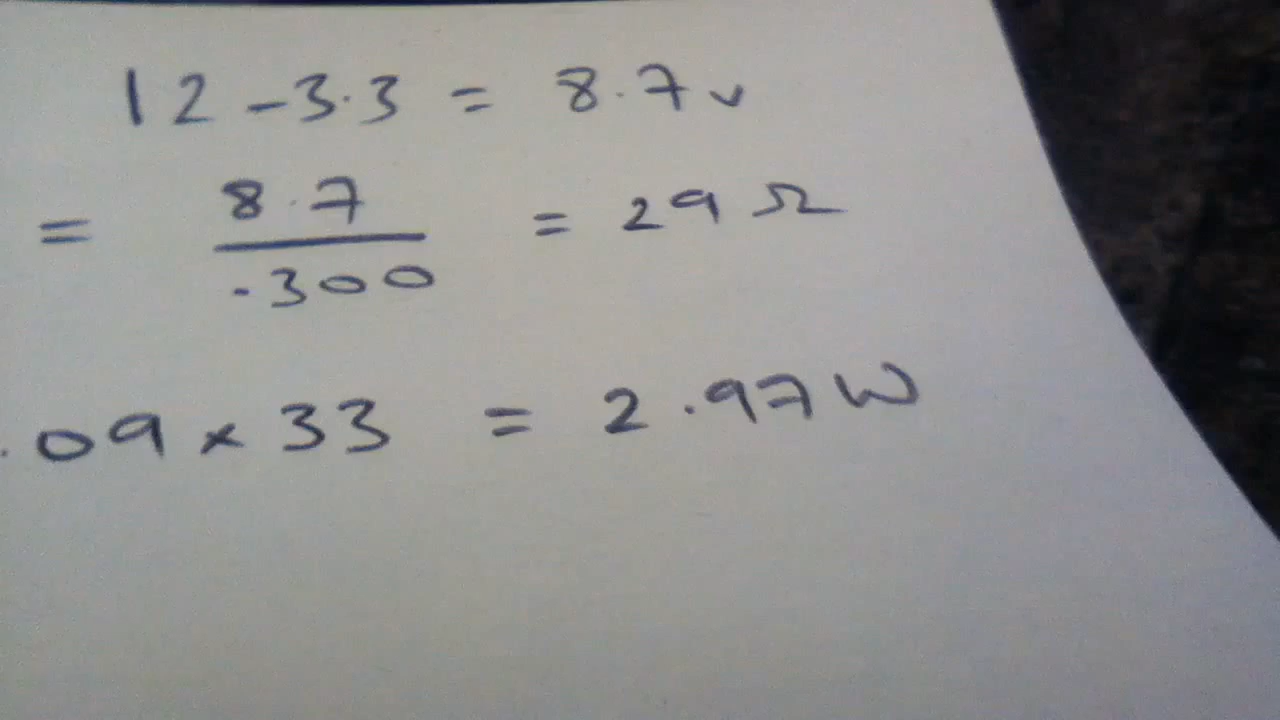 12 - 3.3 = 8.7v
= 8.7 / .300 = 29 Ω
.09 x 33 = 2.97W